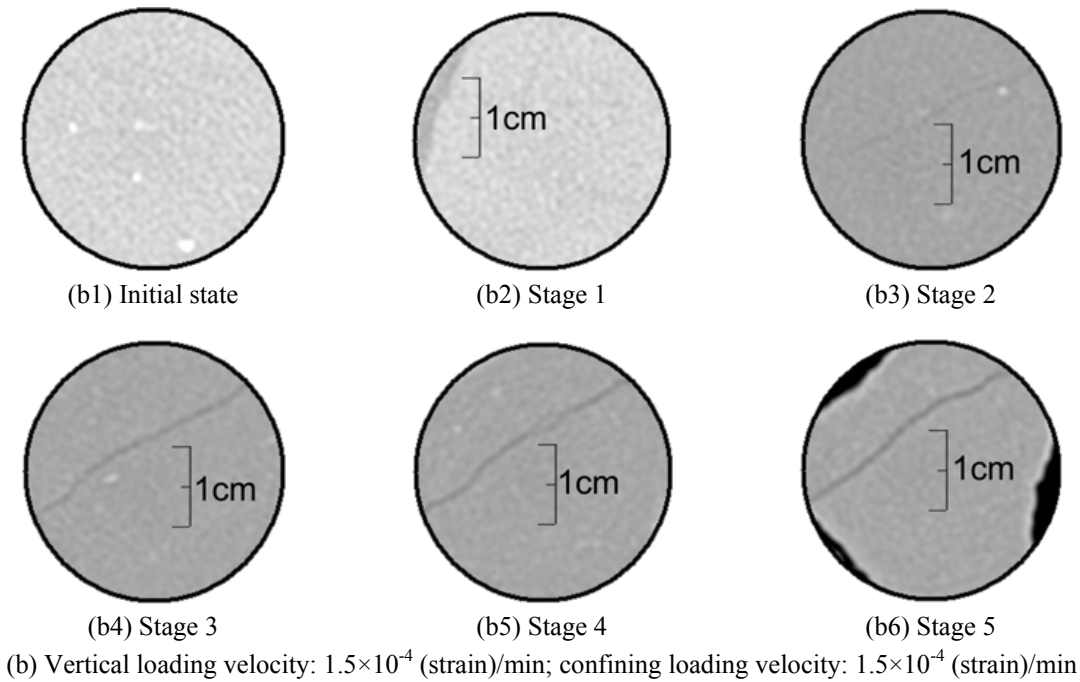 1cm
1cm
(b1) Initial state
(b2) Stage 1
(b3) Stage 2
1cm
1cm
1cm
(b4) Stage 3
(b5) Stage 4
(b6) Stage 5
(b) Vertical loading velocity: 1.5×10⁻⁴ (strain)/min; confining loading velocity: 1.5×10⁻⁴ (strain)/min